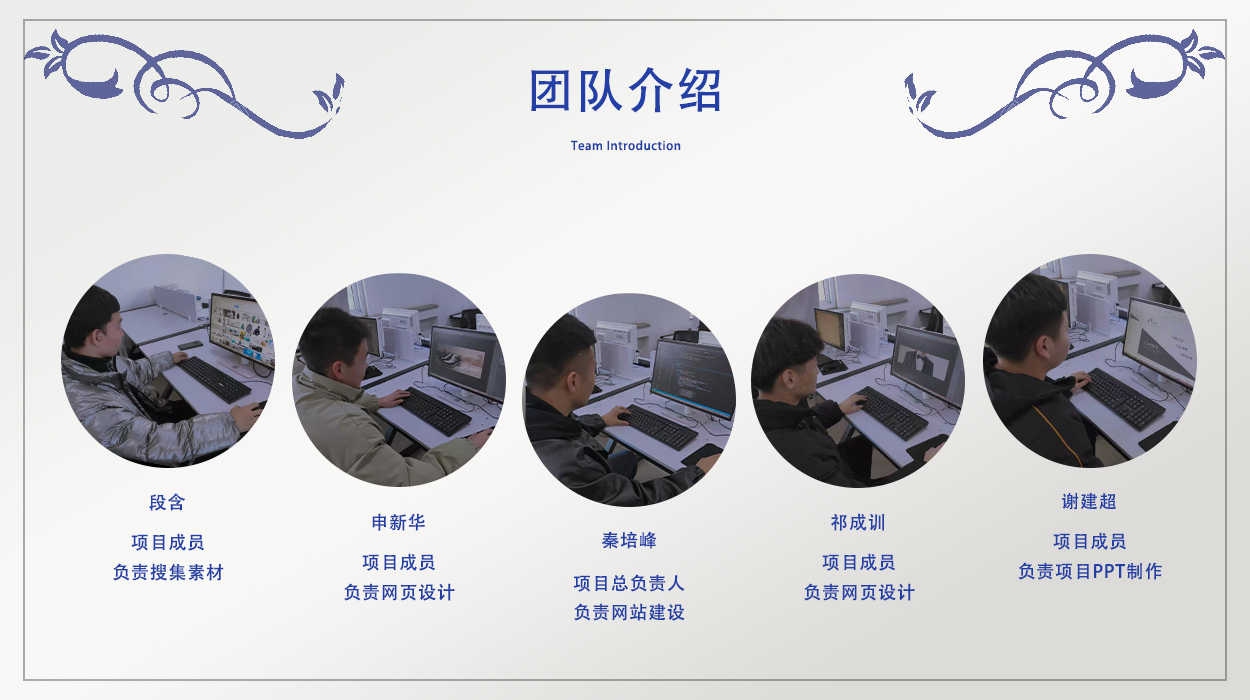 团队介绍
Team Introduction
段含
项目成员
负责搜集素材
申新华
项目成员
负责网页设计
秦培峰
项目总负责人
负责网站建设
祁成训
项目成员
负责网页设计
谢建超
项目成员
负责项目PPT制作